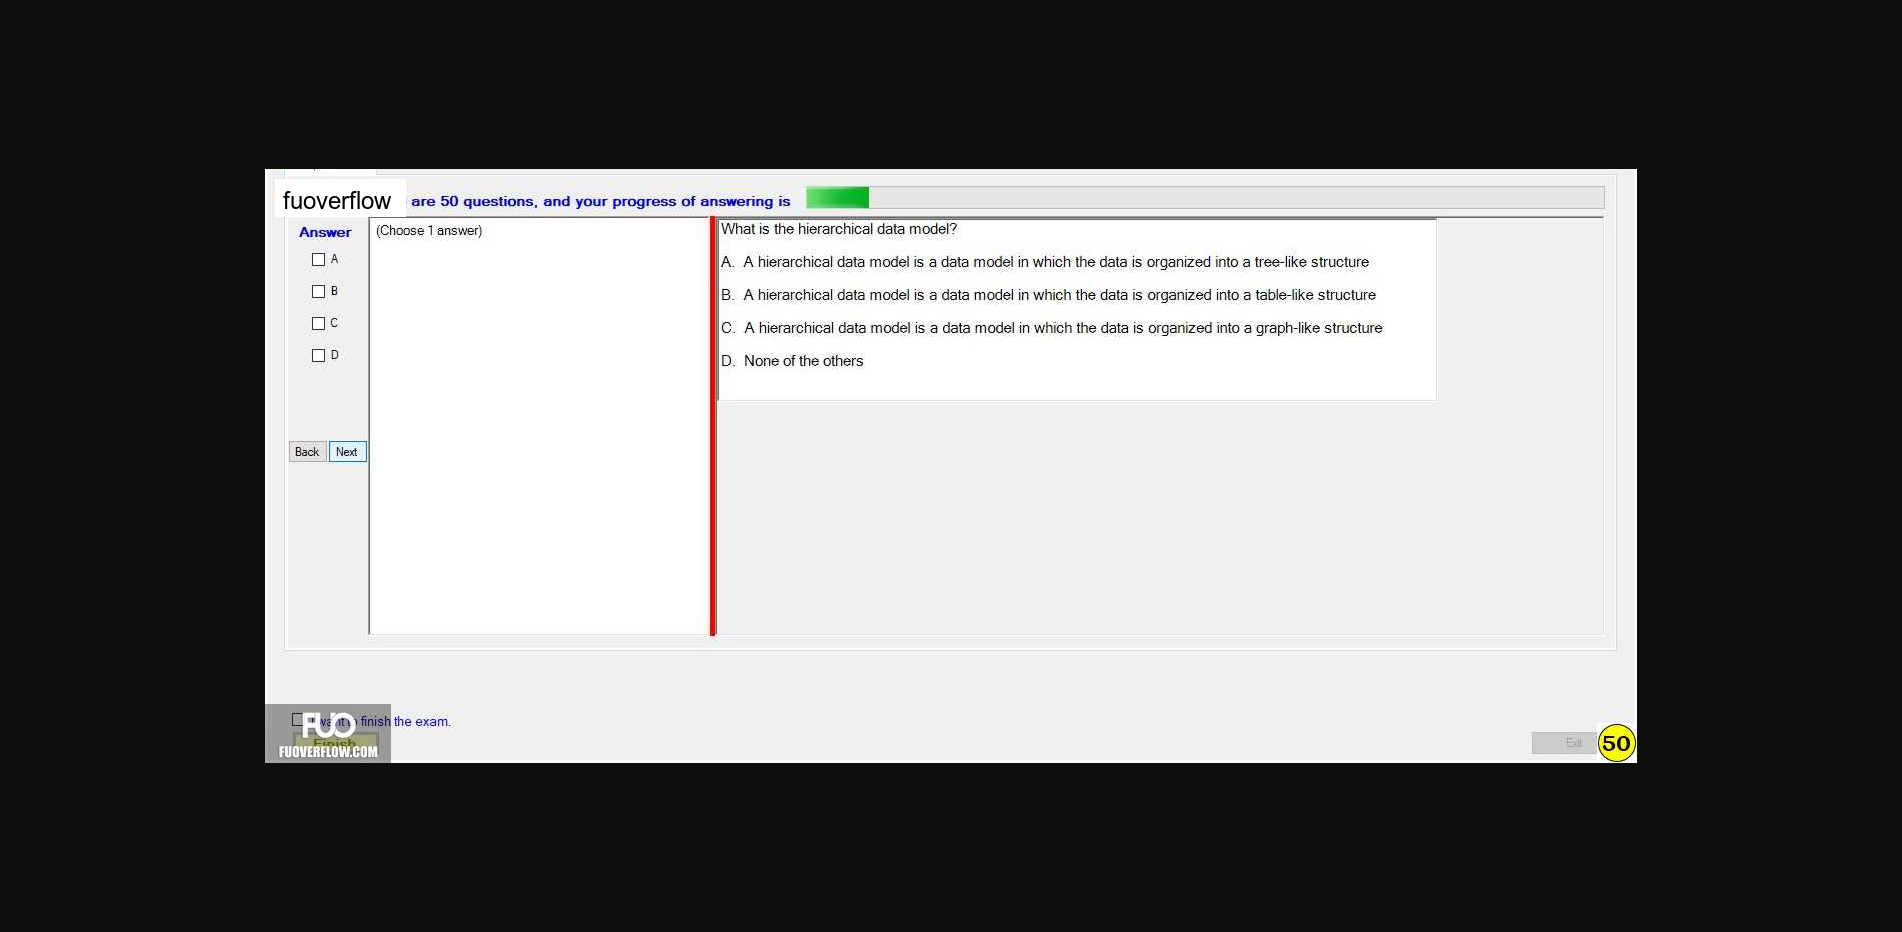 fuoverflow are 50 questions, and your progress of answering is
Answer
(Choose 1 answer)
A
B
C
D
Back Next
What is the hierarchical data model?
A. A hierarchical data model is a data model in which the data is organized into a tree-like structure
B. A hierarchical data model is a data model in which the data is organized into a table-like structure
C. A hierarchical data model is a data model in which the data is organized into a graph-like structure
D. None of the others
I want to finish the exam.
Finish
FUO
FUOVERFLOW.COM
Exit
50